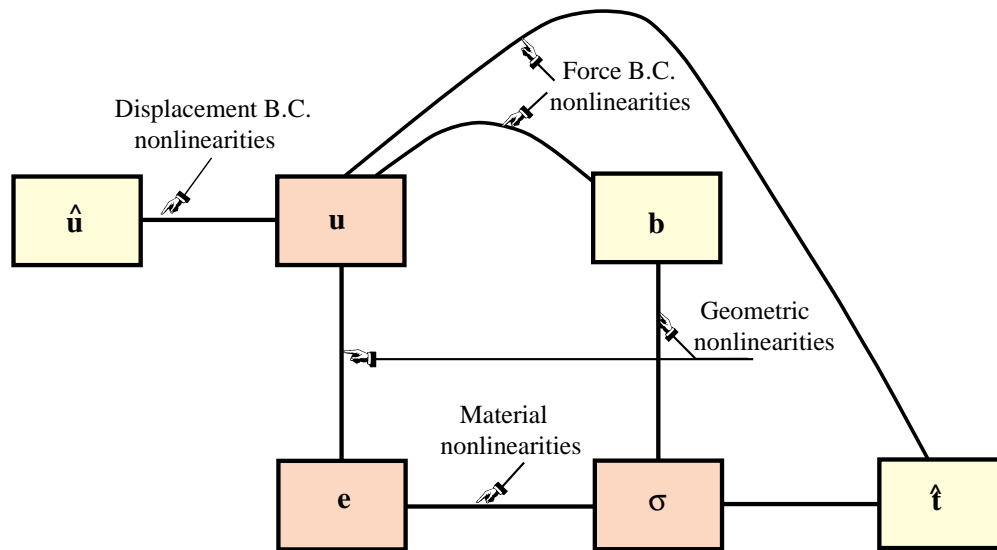 Force B.C.
nonlinearities
Displacement B.C.
nonlinearities
û
u
b
Geometric
nonlinearities
Material
nonlinearities
e
σ
t̂